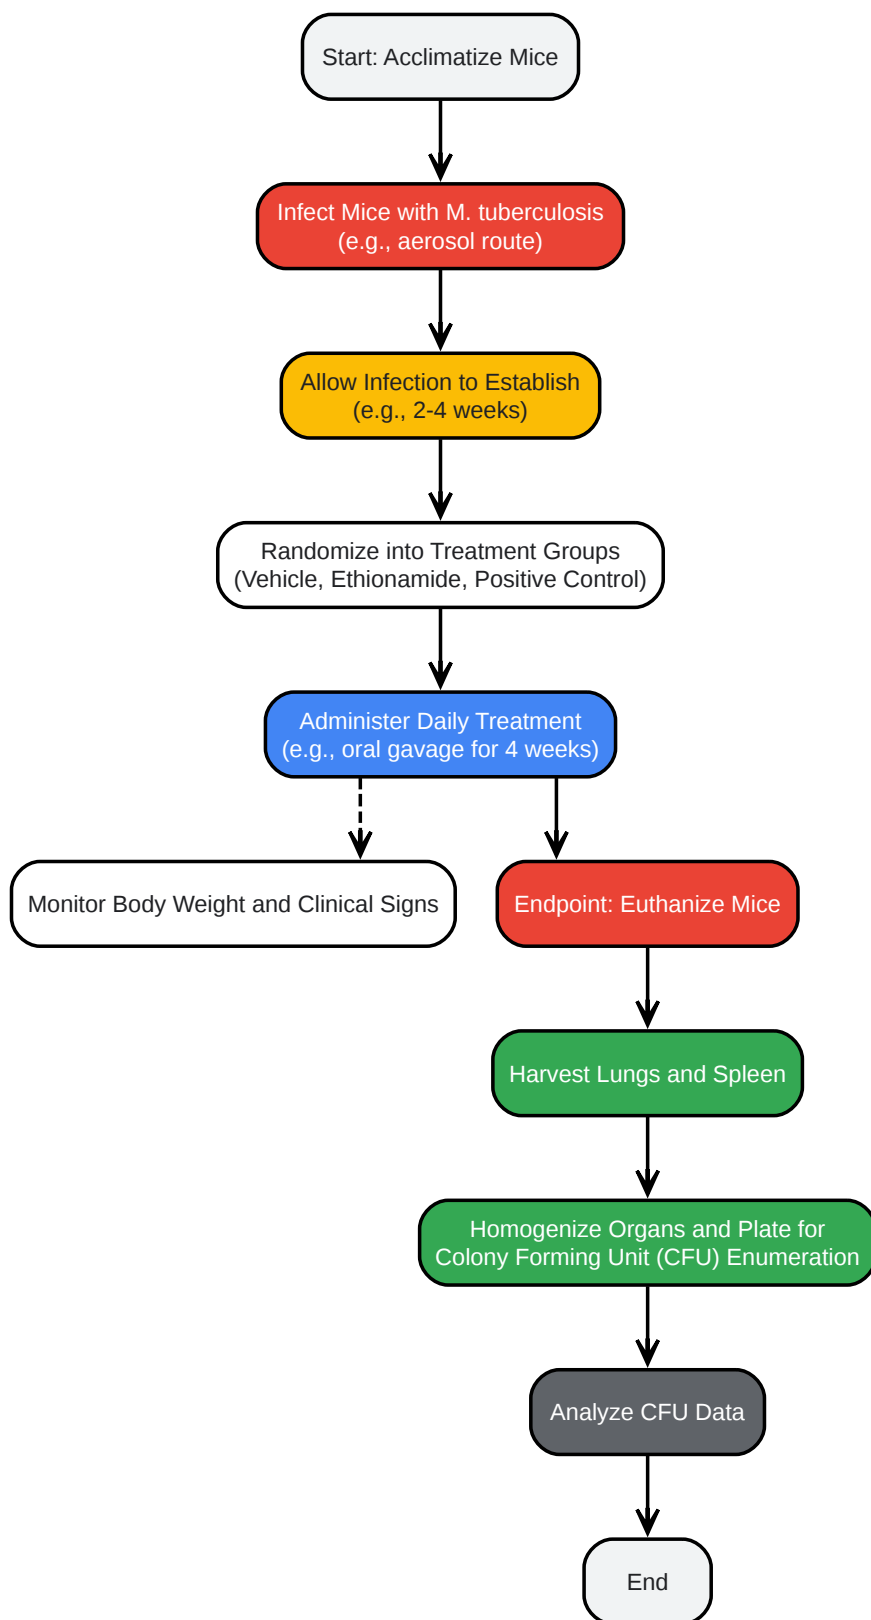 Start: Acclimatize Mice
Infect Mice with M. tuberculosis
(e.g., aerosol route)
Allow Infection to Establish
(e.g., 2-4 weeks)
Randomize into Treatment Groups
(Vehicle, Ethionamide, Positive Control)
Administer Daily Treatment
(e.g., oral gavage for 4 weeks)
Monitor Body Weight and Clinical Signs
Endpoint: Euthanize Mice
Harvest Lungs and Spleen
Homogenize Organs and Plate for
Colony Forming Unit (CFU) Enumeration
Analyze CFU Data
End